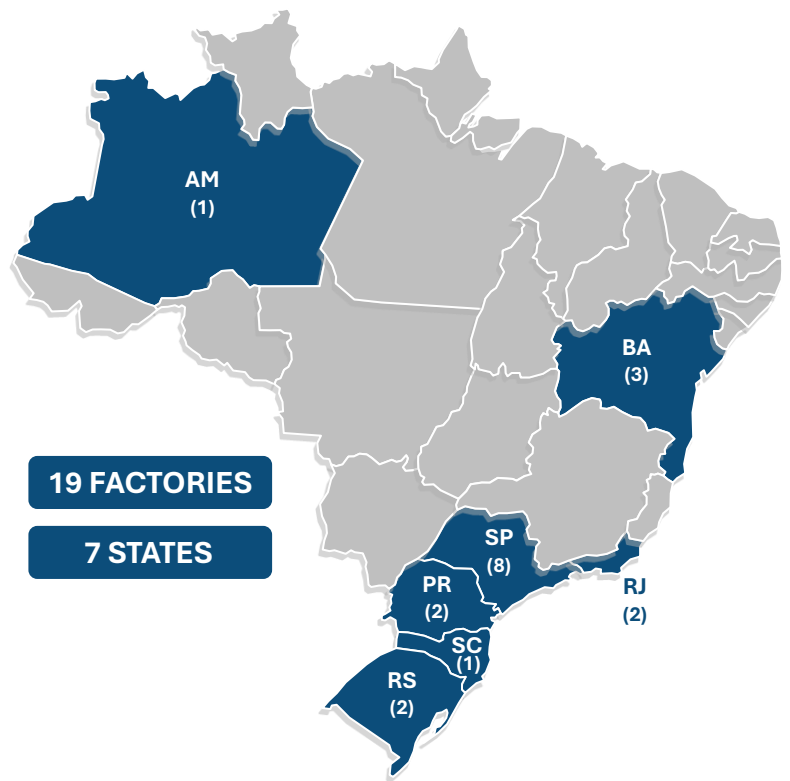 AM
(1)
BA
(3)
19 FACTORIES
7 STATES
SP
(8)
PR
(2)
RJ
(2)
SC
(1)
RS
(2)